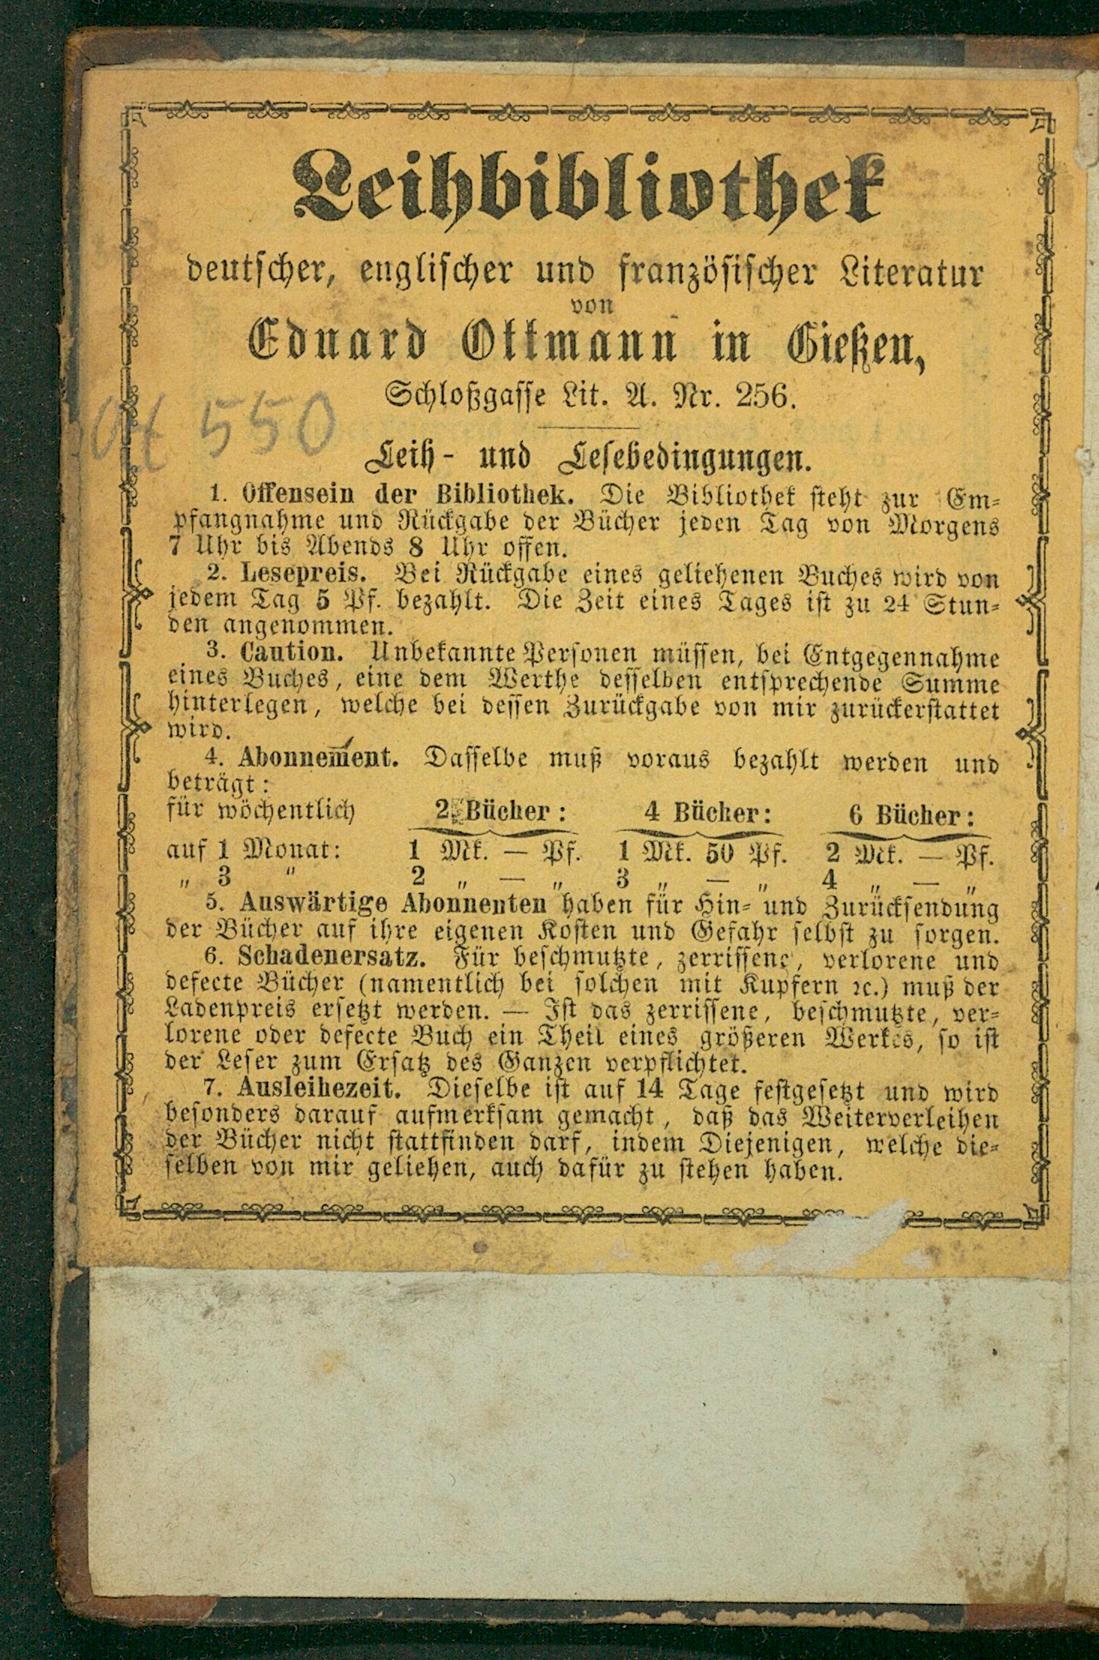 Leihbibliothek
deutscher, englischer und französischer Literatur
von
Eduard Ottmann in Gießen,
Schloßgasse Lit. A. Nr. 256.
550
Leih- und Lesebedingungen.
1. Offensein der Bibliothek. Die Bibliothek steht zur Em-
pfangnahme und Rückgabe der Bücher jeden Tag von Morgens
7 Uhr bis Abends 8 Uhr offen.
2. Lesepreis. Bei Rückgabe eines geliehenen Buches wird von
jedem Tag 5 Pf. bezahlt. Die Zeit eines Tages ist zu 24 Stun-
den angenommen.
3. Caution. Unbekannte Personen müssen, bei Entgegennahme
eines Buches, eine dem Werthe desselben entsprechende Summe
hinterlegen, welche bei dessen Zurückgabe von mir zurückerstattet
wird.
4. Abonnement. Dasselbe muß voraus bezahlt werden und
beträgt:
für wöchentlich 2 Bücher: 4 Bücher: 6 Bücher:
auf 1 Monat: 1 Mk. — Pf. 1 Mk. 50 Pf. 2 Mk. — Pf.
„ 3 „ 2 „ — „ 3 „ — „ 4 „ — „
5. Auswärtige Abonnenten haben für Hin- und Zurücksendung
der Bücher auf ihre eigenen Kosten und Gefahr selbst zu sorgen.
6. Schadenersatz. Für beschmutzte, zerrissene, verlorene und
defecte Bücher (namentlich bei solchen mit Kupfern ꝛc.) muß der
Ladenpreis ersetzt werden. — Ist das zerrissene, beschmutzte, ver-
lorene oder defecte Buch ein Theil eines größeren Werkes, so ist
der Leser zum Ersatz des Ganzen verpflichtet.
7. Ausleihezeit. Dieselbe ist auf 14 Tage festgesetzt und wird
besonders darauf aufmerksam gemacht, daß das Weiterverleihen
der Bücher nicht stattfinden darf, indem Diejenigen, welche die-
selben von mir geliehen, auch dafür zu stehen haben.